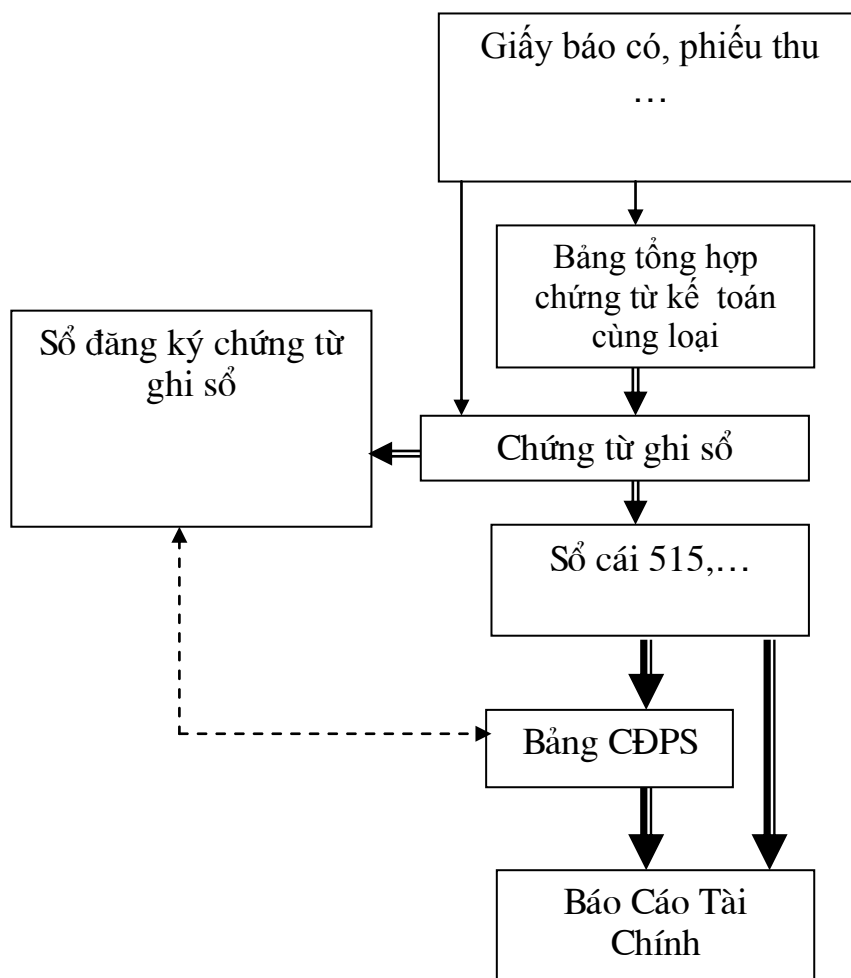 Giấy báo có, phiếu thu
…
Bảng tổng hợp
chứng từ kế toán
cùng loại
Sổ đăng ký chứng từ
ghi sổ
Chứng từ ghi sổ
Sổ cái 515,…
Bảng CĐPS
Báo Cáo Tài
Chính